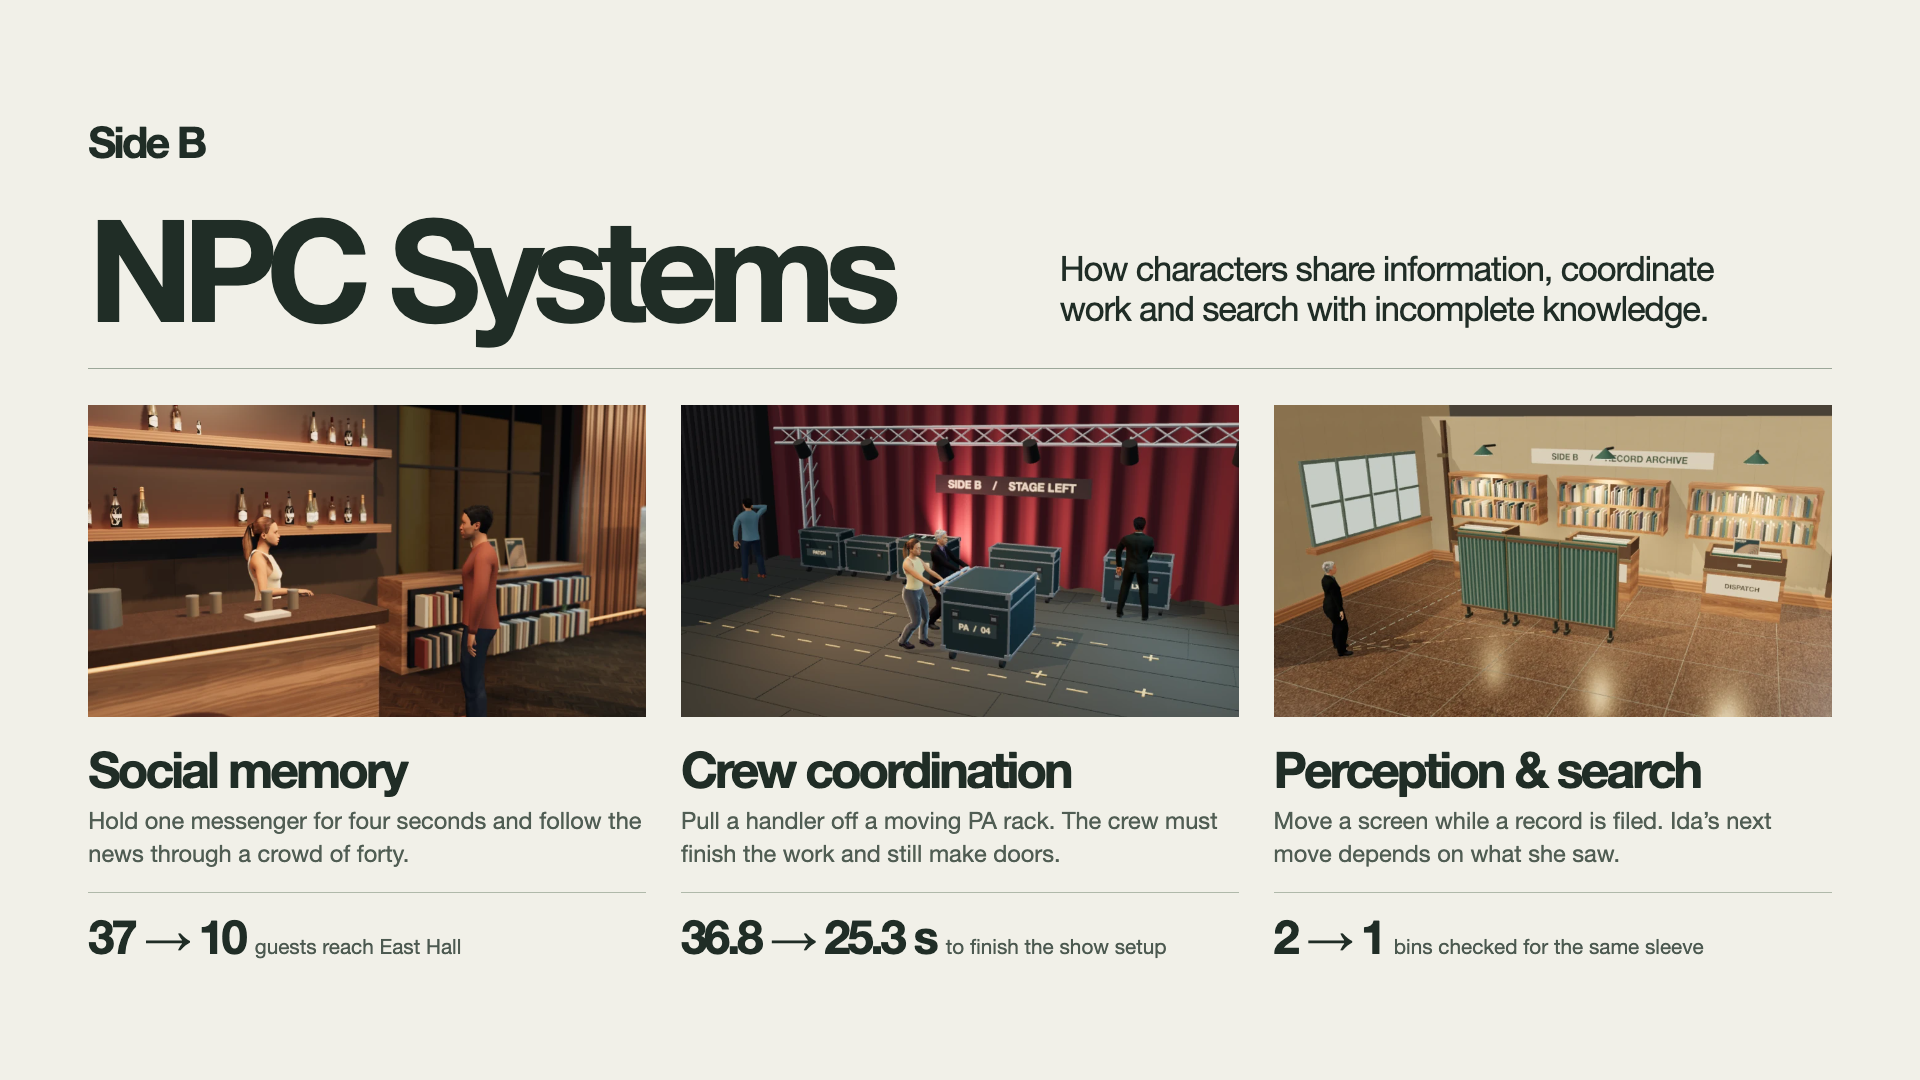 Side B
NPC Systems
How characters share information, coordinate
work and search with incomplete knowledge.
SIDE B / STAGE LEFT
PATCH
PA / 04
SIDE B / RECORD ARCHIVE
DISPATCH
Social memory
Hold one messenger for four seconds and follow the
news through a crowd of forty.
37 → 10 guests reach East Hall
Crew coordination
Pull a handler off a moving PA rack. The crew must
finish the work and still make doors.
36.8 → 25.3 s to finish the show setup
Perception & search
Move a screen while a record is filed. Ida’s next
move depends on what she saw.
2 → 1 bins checked for the same sleeve